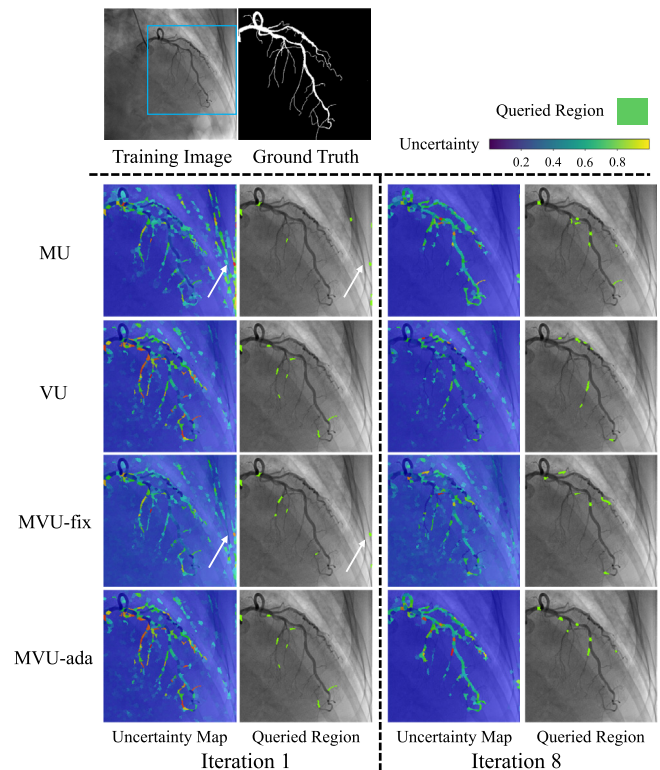 Training Image
Ground Truth
Queried Region
Uncertainty
0.2 0.4 0.6 0.8
MU
VU
MVU-fix
MVU-ada
Uncertainty Map
Queried Region
Uncertainty Map
Queried Region
Iteration 1
Iteration 8